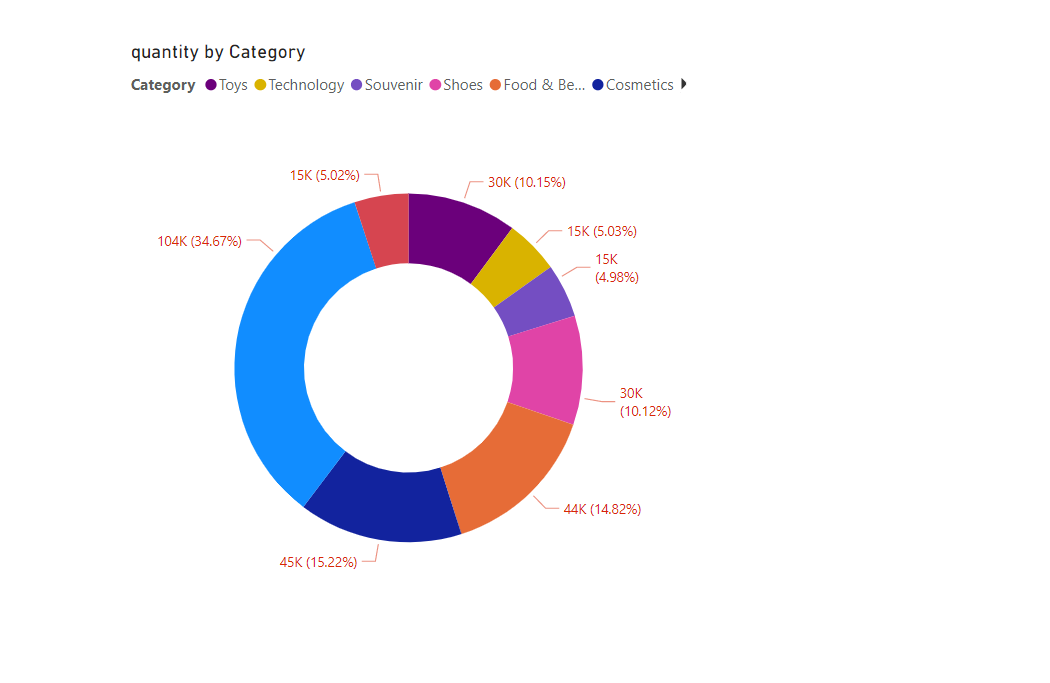 quantity by Category
Category Toys Technology Souvenir Shoes Food & Be... Cosmetics
15K (5.02%)
30K (10.15%)
15K (5.03%)
104K (34.67%)
15K
(4.98%)
30K
(10.12%)
44K (14.82%)
45K (15.22%)